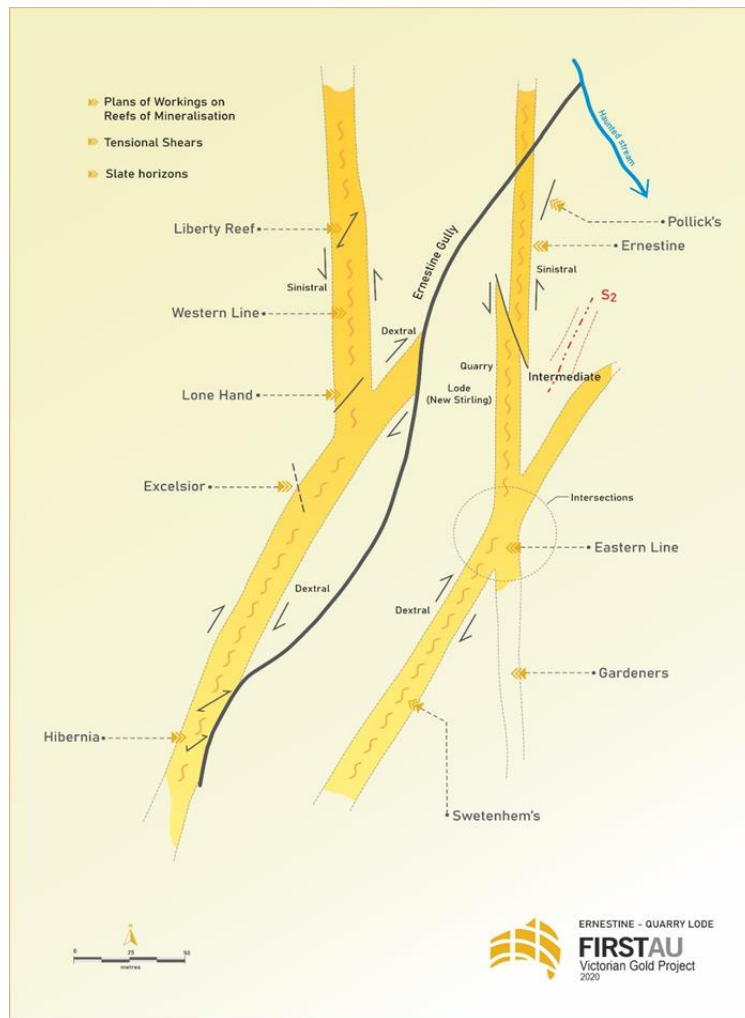 Plans of Workings on
Reefs of Mineralisation
Tensional Shears
Slate horizons
Haunted stream
Liberty Reef
Pollick's
Ernestine
Ernestine Gully
Sinistral
Sinistral
S2
Western Line
Dextral
Quarry
Lode
(New Stirling)
Intermediate
Lone Hand
Excelsior
Intersections
Eastern Line
Dextral
Dextral
Gardeners
Hibernia
Swetenhem's
N
0 25 50
metres
ERNESTINE - QUARRY LODE
FIRSTAU
Victorian Gold Project
2020